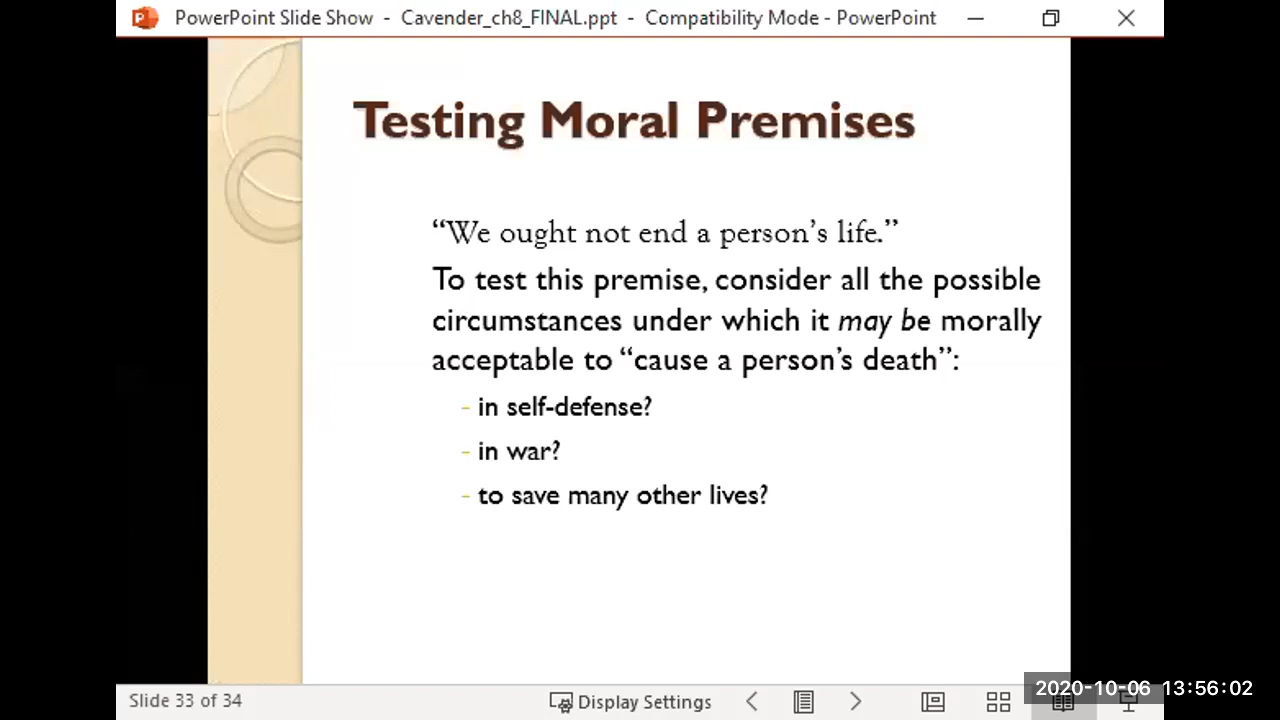 PowerPoint Slide Show - Cavender_ch8_FINAL.ppt - Compatibility Mode - PowerPoint
Testing Moral Premises
“We ought not end a person’s life.”
To test this premise, consider all the possible
circumstances under which it may be morally
acceptable to “cause a person’s death”:
- in self-defense?
- in war?
- to save many other lives?
Slide 33 of 34
Display Settings
2020-10-06 13:56:02